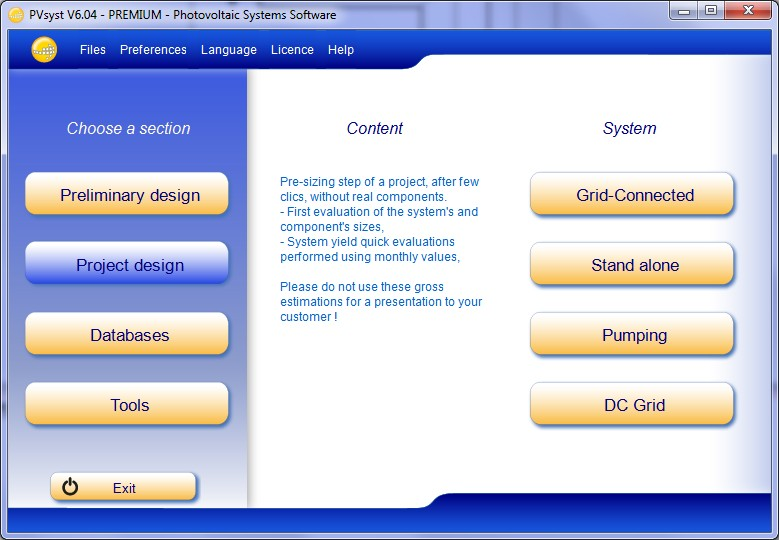 PVsyst V6.04 - PREMIUM - Photovoltaic Systems Software
Files Preferences Language Licence Help
Choose a section
Preliminary design
Project design
Databases
Tools
Exit
Content
Pre-sizing step of a project, after few
clics, without real components.
- First evaluation of the system's and
component's sizes,
- System yield quick evaluations
performed using monthly values,
Please do not use these gross
estimations for a presentation to your
customer !
System
Grid-Connected
Stand alone
Pumping
DC Grid